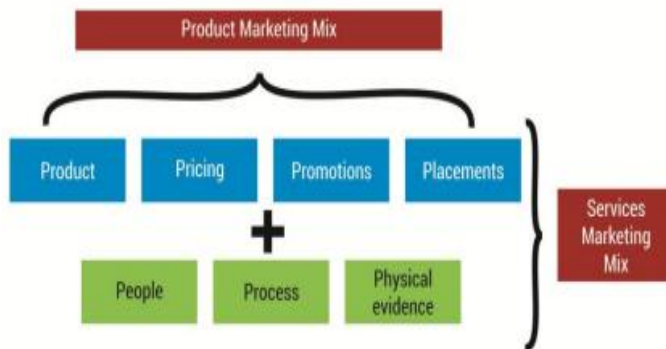 Product Marketing Mix
Product
Pricing
Promotions
Placements
+
People
Process
Physical
evidence
Services
Marketing
Mix